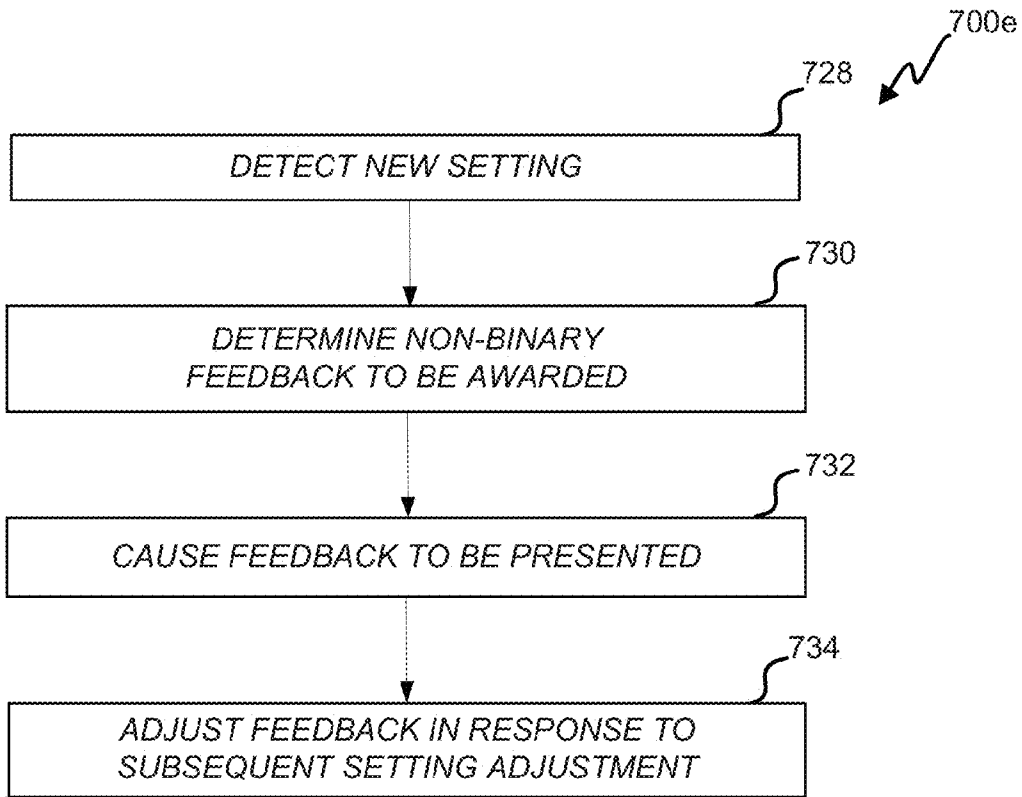 700e
728
DETECT NEW SETTING
730
DETERMINE NON-BINARY
FEEDBACK TO BE AWARDED
732
CAUSE FEEDBACK TO BE PRESENTED
734
ADJUST FEEDBACK IN RESPONSE TO
SUBSEQUENT SETTING ADJUSTMENT